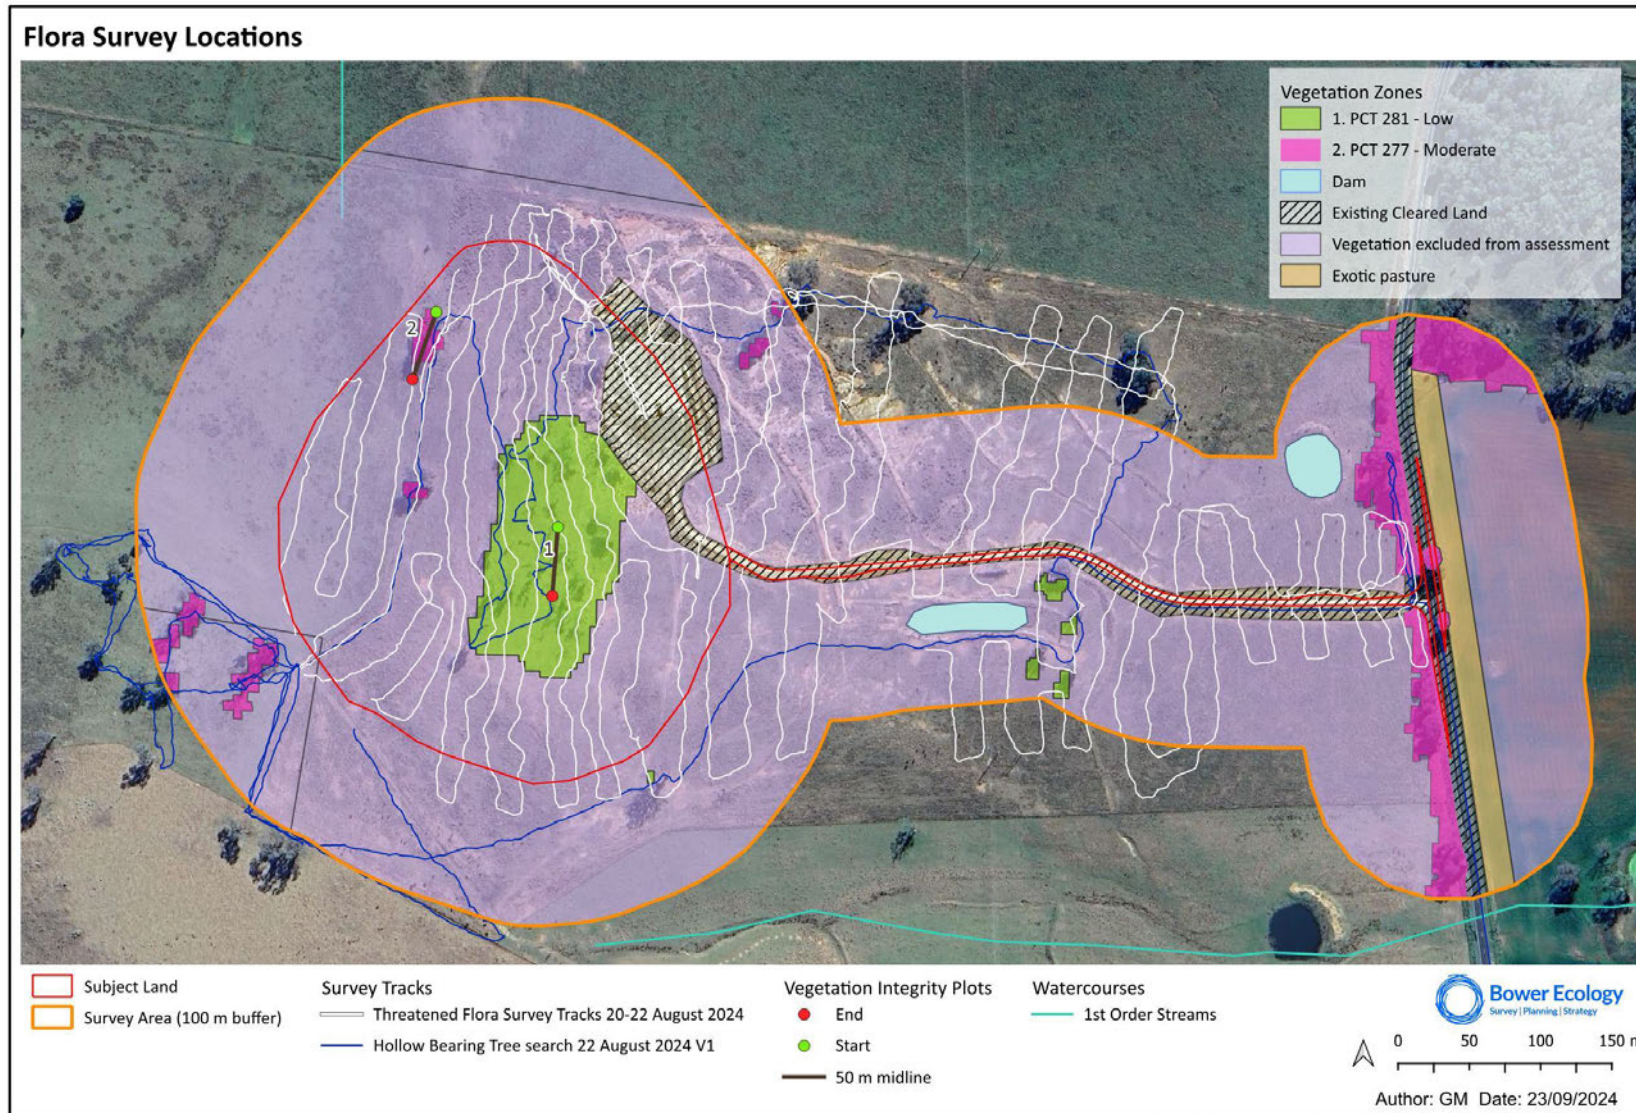 Flora Survey Locations
Vegetation Zones
1. PCT 281 - Low
2. PCT 277 - Moderate
Dam
Existing Cleared Land
Vegetation excluded from assessment
Exotic pasture
2
1
Subject Land
Survey Area (100 m buffer)
Survey Tracks
Threatened Flora Survey Tracks 20-22 August 2024
Hollow Bearing Tree search 22 August 2024 V1
Vegetation Integrity Plots
End
Start
50 m midline
Watercourses
1st Order Streams
Bower Ecology
Survey | Planning | Strategy
0 50 100 150 m
Author: GM Date: 23/09/2024